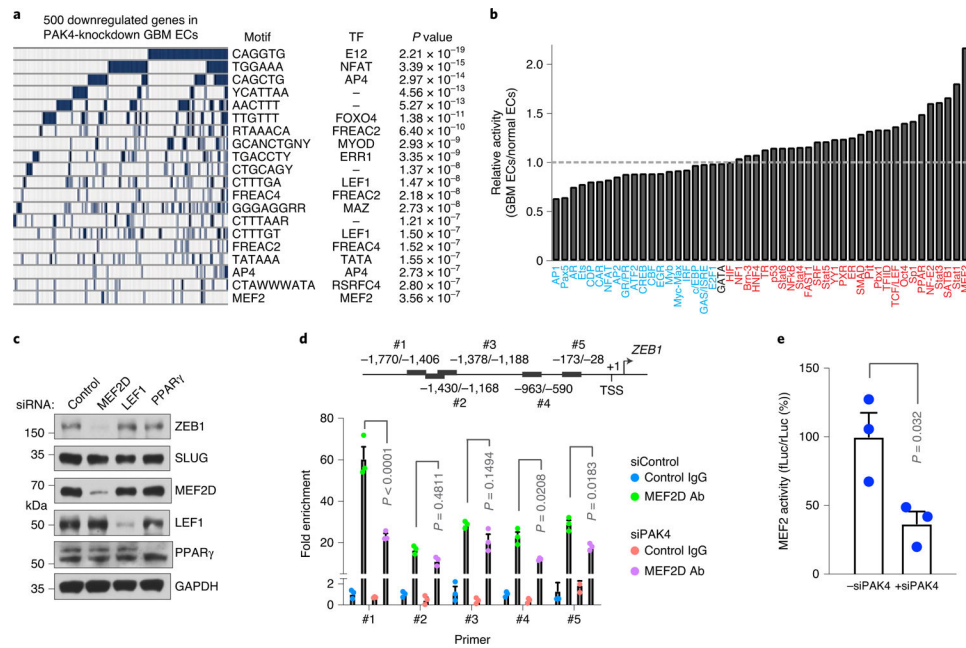 a
500 downregulated genes in
PAK4-knockdown GBM ECs
Motif TF P value
CAGGTG E12 2.21 × 10⁻¹⁹
TGGAAA NFAT 3.39 × 10⁻¹⁵
CAGCTG AP4 2.97 × 10⁻¹⁴
YCATTAA – 4.56 × 10⁻¹³
AACTTT – 5.27 × 10⁻¹³
TTGTTT FOXO4 1.38 × 10⁻¹¹
RTAAACA FREAC2 6.40 × 10⁻¹⁰
GCANCTGNY MYOD 2.93 × 10⁻⁹
TGACCTY ERR1 3.35 × 10⁻⁹
CTGCAGY – 1.37 × 10⁻⁸
CTTTGA LEF1 1.47 × 10⁻⁸
FREAC4 FREAC2 2.18 × 10⁻⁸
GGGAGGRR MAZ 2.73 × 10⁻⁸
CTTTAAR – 1.21 × 10⁻⁷
CTTTGT LEF1 1.50 × 10⁻⁷
FREAC2 FREAC4 1.52 × 10⁻⁷
TATAAA TATA 1.55 × 10⁻⁷
AP4 AP4 2.73 × 10⁻⁷
CTAWWWATA RSRFC4 2.80 × 10⁻⁷
MEF2 MEF2 3.56 × 10⁻⁷
b
Relative activity
(GBM ECs/normal ECs)
2.0
1.5
1.0
0.5
0
AP1
Pax5
AR
Ets
CDP
CAR
NFAT
AP2
GR/PR
ATF2
CREB
CBF
EGR
Myb
Myc-Max
IRF
c/EBP
GAS/ISRE
E2F1
GATA
HIF
NF1
Brn-3
HNF4
TR
p53
Stat6
NFkB
Stat4
FAST1
SRF
Stat5
YY1
PXR
ER
SMAD
Pit
Pbx1
TFIID
TCF/LEF
Oct4
Sp1
PPAR
NF-E2
Stat3
SATB1
Stat1
MEF2
c
siRNA: Control MEF2D LEF1 PPARγ
150 ZEB1
35 SLUG
70 MEF2D
50
kDa
50 LEF1
PPARγ
50
35 GAPDH
d
#1 #3 #5 ZEB1
−1,770/−1,406 −1,378/−1,188 −173/−28
+1
−1,430/−1,168 −963/−590 TSS
#2 #4
Fold enrichment
80
60
40
20
2
0
P < 0.0001
P = 0.4811
P = 0.1494
P = 0.0208
P = 0.0183
#1 #2 #3 #4 #5
Primer
siControl
Control IgG
MEF2D Ab
siPAK4
Control IgG
MEF2D Ab
e
MEF2 activity (fLuc/rLuc (%))
150
100
50
0
P = 0.032
−siPAK4 +siPAK4